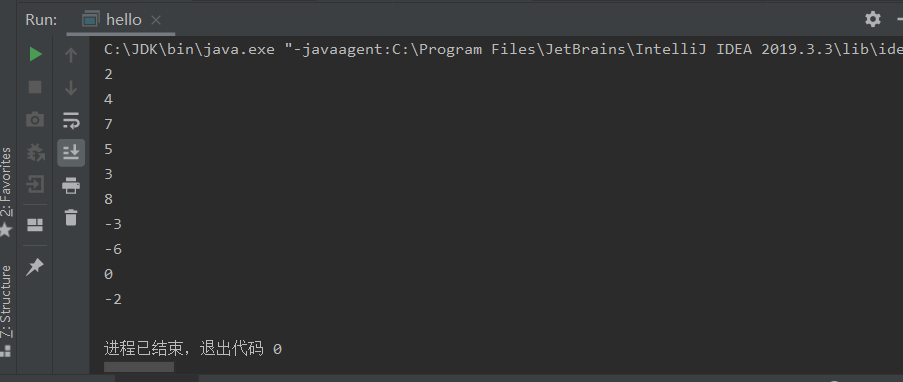 Run: hello
C:\JDK\bin\java.exe "-javaagent:C:\Program Files\JetBrains\IntelliJ IDEA 2019.3.3\lib\ide
2
4
7
5
3
8
-3
-6
0
-2
进程已结束，退出代码 0
2: Favorites
Z: Structure